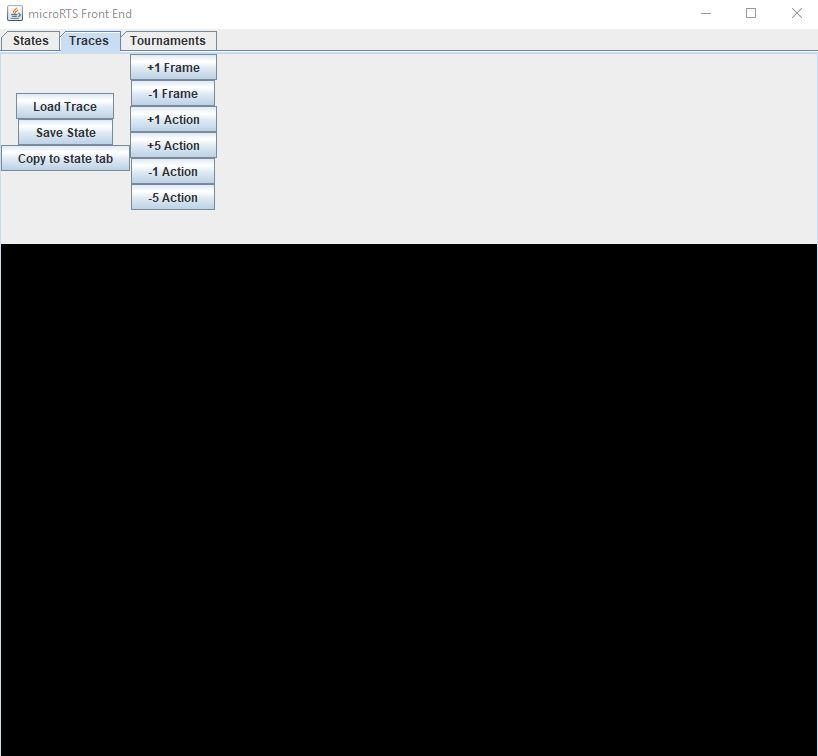 microRTS Front End
States Traces Tournaments
+1 Frame
-1 Frame
Load Trace
+1 Action
Save State
+5 Action
Copy to state tab
-1 Action
-5 Action